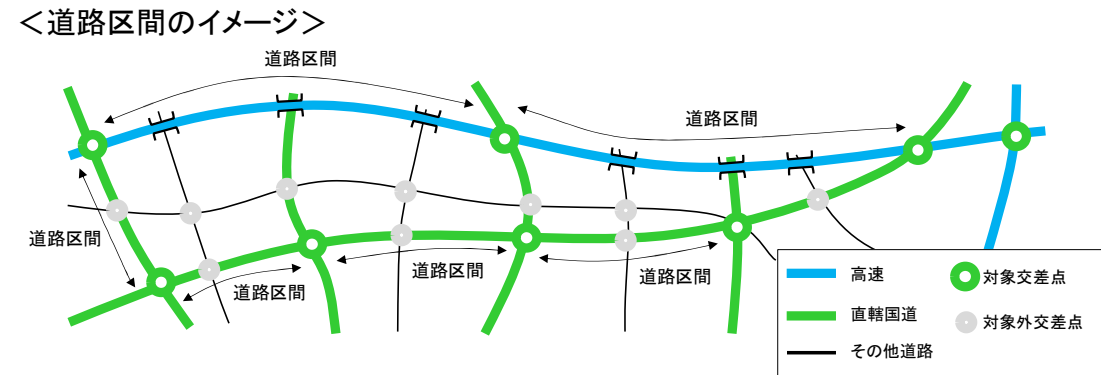 ＜道路区間のイメージ＞
道路区間
道路区間
道路区間
道路区間
道路区間
道路区間
高速
対象交差点
直轄国道
対象外交差点
その他道路